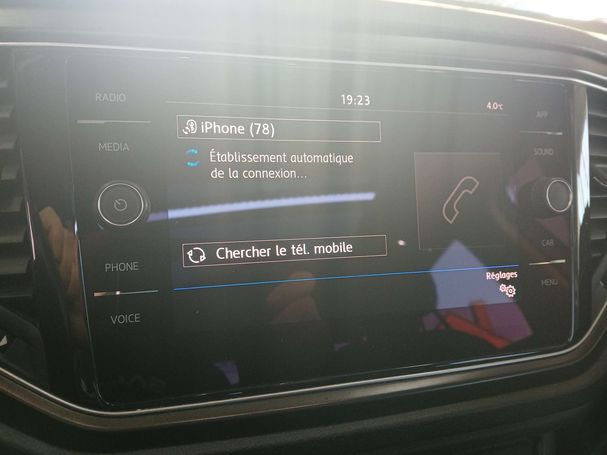 RADIO
19:23
4.0°C
APP
iPhone (78)
MEDIA
Établissement automatique
de la connexion...
SOUND
PHONE
Chercher le tél. mobile
CAR
Réglages
MENU
VOICE